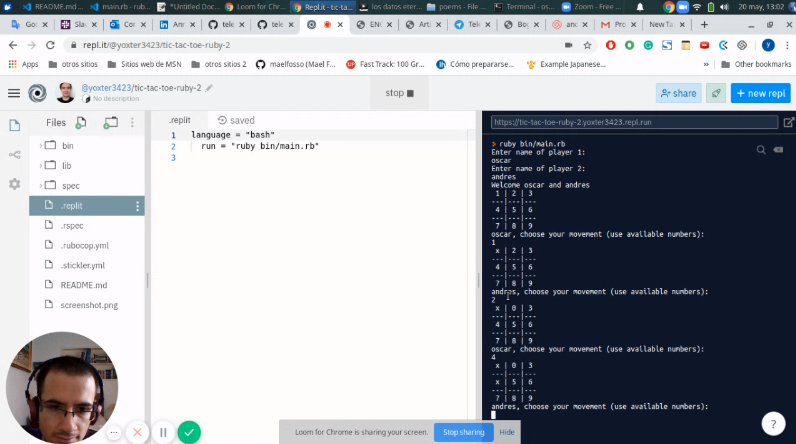 README.md
main.rb - rub
*Untitled Doc
Loom for Chro
Repl.it - tic-ta
los datos eter
poems - File
Terminal - os
Zoom - Free
20 may, 13:02
Goo
Slac
Out
Con
Anr
tele
tele
ENC
Arti
Tele
Bog
anc
Pro
New Ta
repl.it/@yoxter3423/tic-tac-toe-ruby-2
Apps
otros sitios
Sitios web de MSN
otros sitios 2
maelfosso (Mael F...
Fast Track: 100 Gr...
Cómo prepararse...
Example Japanese...
Other bookmarks
@yoxter3423/tic-tac-toe-ruby-2
No description
stop
share
+ new repl
Files
.replit
saved
https://tic-tac-toe-ruby-2.yoxter3423.repl.run
bin
lib
spec
.replit
.rspec
.rubocop.yml
.stickler.yml
README.md
screenshot.png
1 language = "bash"
2 run = "ruby bin/main.rb"
3
> ruby bin/main.rb
Enter name of player 1:
oscar
Enter name of player 2:
andres
Welcome oscar and andres
1 | 2 | 3
---|---|---
4 | 5 | 6
---|---|---
7 | 8 | 9
oscar, choose your movement (use available numbers):
1
x | 2 | 3
---|---|---
4 | 5 | 6
---|---|---
7 | 8 | 9
andres, choose your movement (use available numbers):
2
x | 0 | 3
---|---|---
4 | 5 | 6
---|---|---
7 | 8 | 9
oscar, choose your movement (use available numbers):
4
x | 0 | 3
---|---|---
x | 5 | 6
---|---|---
7 | 8 | 9
andres, choose your movement (use available numbers):
Loom for Chrome is sharing your screen.
Stop sharing
Hide
?